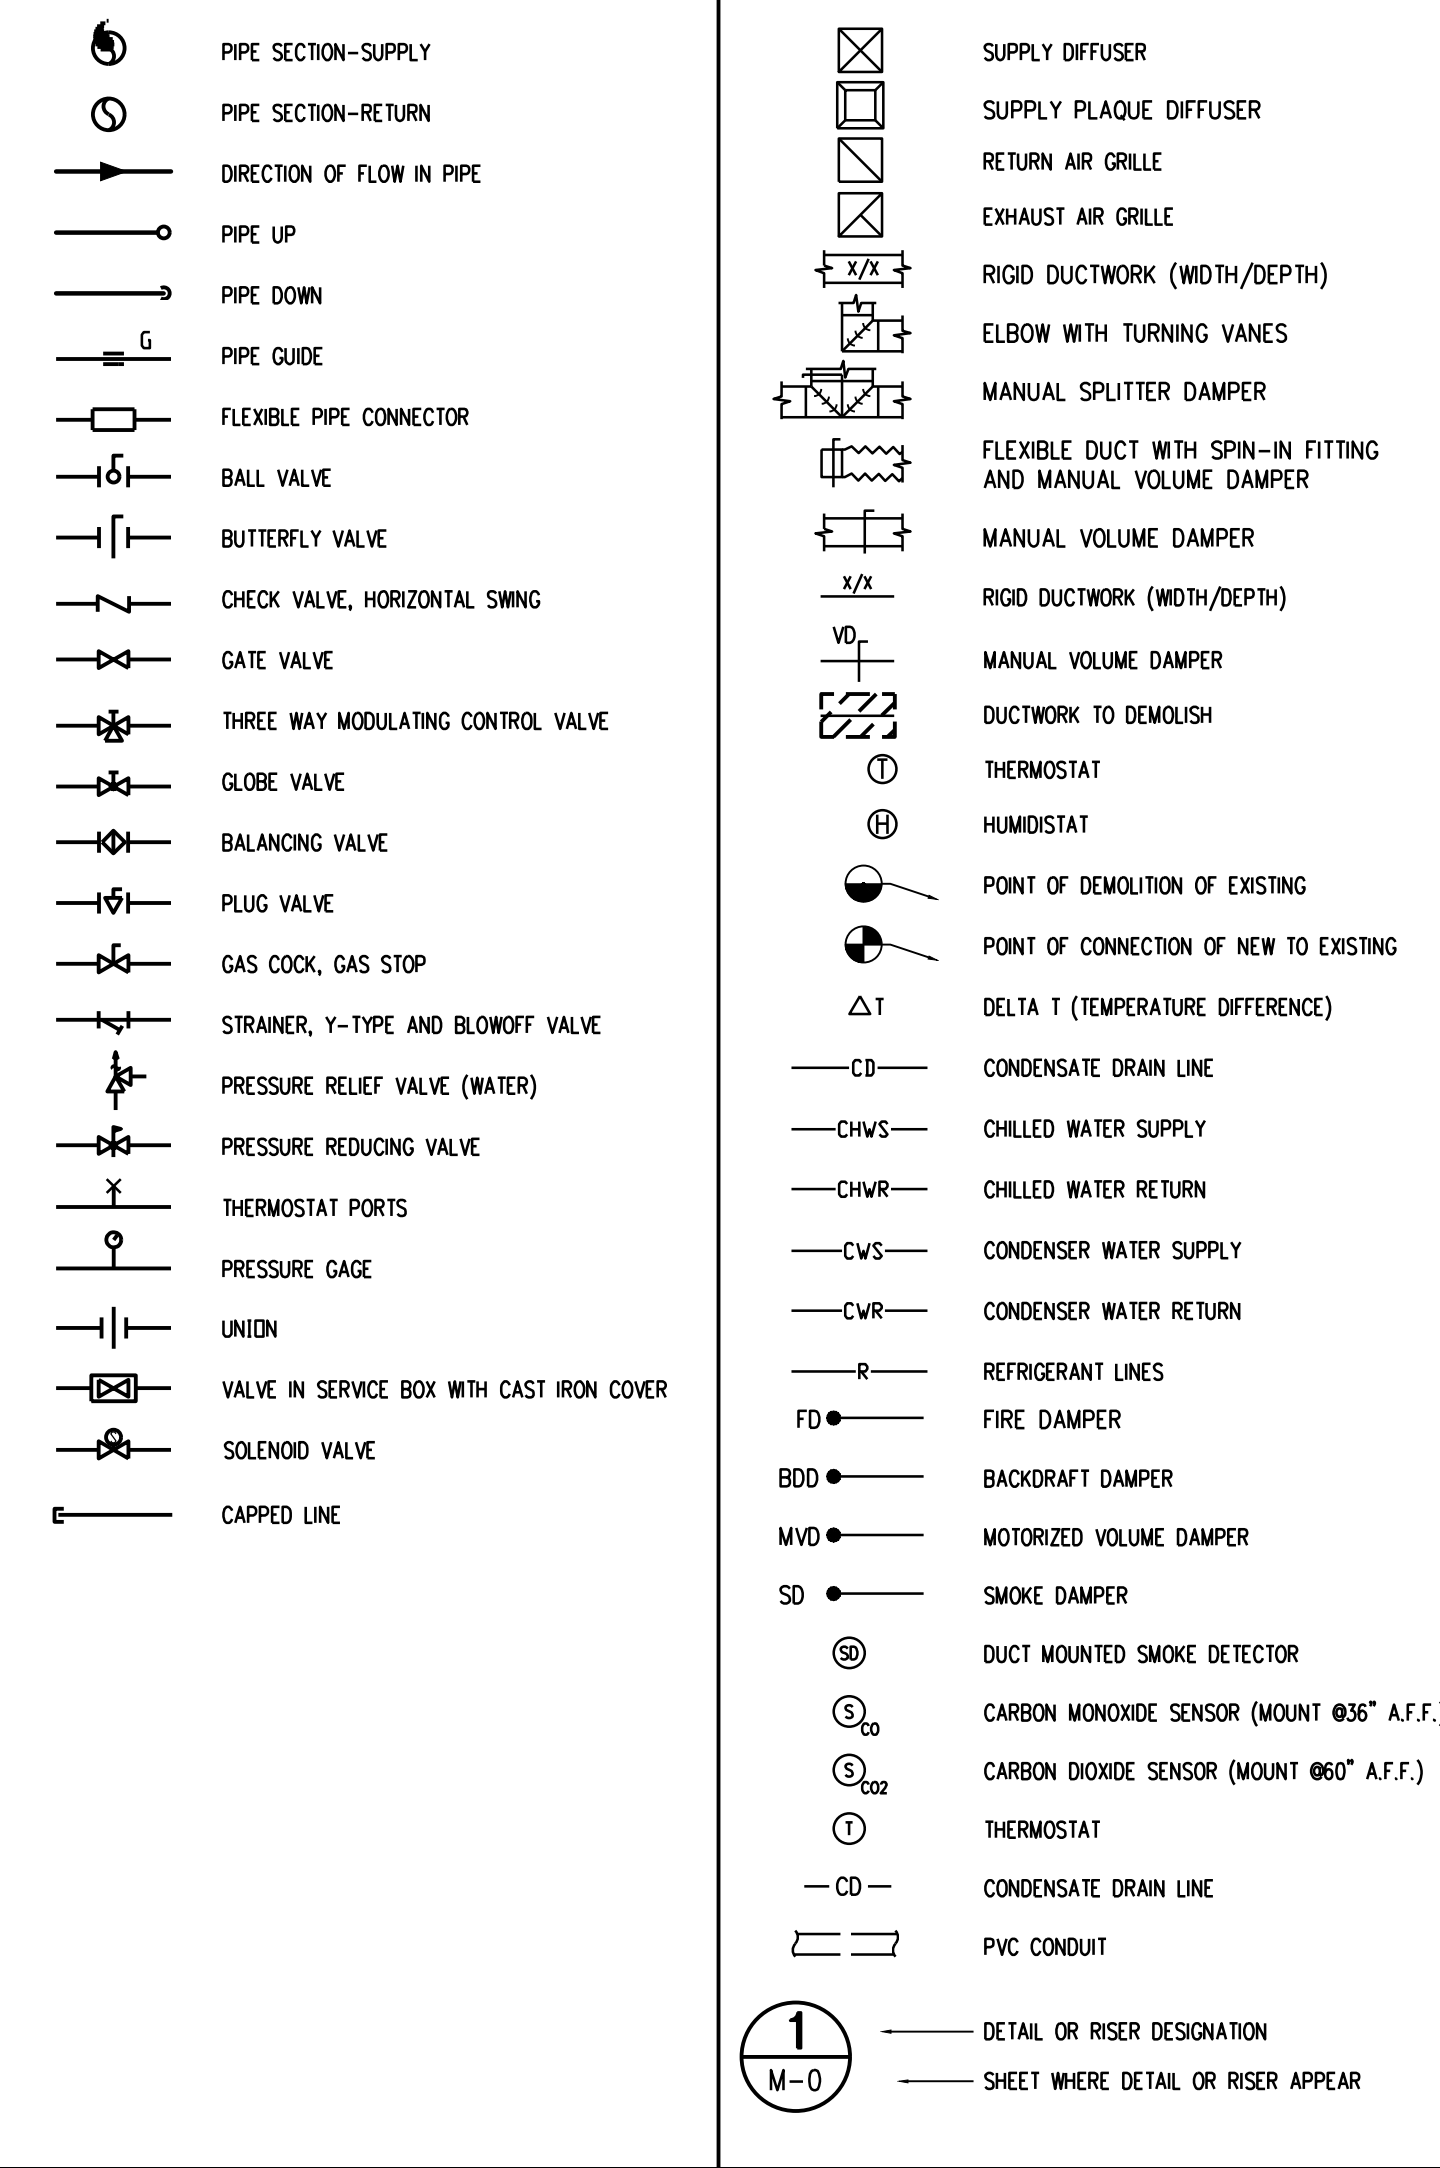 PIPE SECTION-SUPPLY
PIPE SECTION-RETURN
DIRECTION OF FLOW IN PIPE
PIPE UP
PIPE DOWN
G PIPE GUIDE
FLEXIBLE PIPE CONNECTOR
BALL VALVE
BUTTERFLY VALVE
CHECK VALVE, HORIZONTAL SWING
GATE VALVE
THREE WAY MODULATING CONTROL VALVE
GLOBE VALVE
BALANCING VALVE
PLUG VALVE
GAS COCK, GAS STOP
STRAINER, Y-TYPE AND BLOWOFF VALVE
PRESSURE RELIEF VALVE (WATER)
PRESSURE REDUCING VALVE
THERMOSTAT PORTS
PRESSURE GAGE
UNION
VALVE IN SERVICE BOX WITH CAST IRON COVER
SOLENOID VALVE
CAPPED LINE
SUPPLY DIFFUSER
SUPPLY PLAQUE DIFFUSER
RETURN AIR GRILLE
EXHAUST AIR GRILLE
X/X RIGID DUCTWORK (WIDTH/DEPTH)
ELBOW WITH TURNING VANES
MANUAL SPLITTER DAMPER
FLEXIBLE DUCT WITH SPIN-IN FITTING
AND MANUAL VOLUME DAMPER
MANUAL VOLUME DAMPER
X/X RIGID DUCTWORK (WIDTH/DEPTH)
VD MANUAL VOLUME DAMPER
DUCTWORK TO DEMOLISH
T THERMOSTAT
H HUMIDISTAT
POINT OF DEMOLITION OF EXISTING
POINT OF CONNECTION OF NEW TO EXISTING
△T DELTA T (TEMPERATURE DIFFERENCE)
CD CONDENSATE DRAIN LINE
CHWS CHILLED WATER SUPPLY
CHWR CHILLED WATER RETURN
CWS CONDENSER WATER SUPPLY
CWR CONDENSER WATER RETURN
R REFRIGERANT LINES
FD FIRE DAMPER
BDD BACKDRAFT DAMPER
MVD MOTORIZED VOLUME DAMPER
SD SMOKE DAMPER
SD DUCT MOUNTED SMOKE DETECTOR
S CO CARBON MONOXIDE SENSOR (MOUNT @36" A.F.F.)
S CO2 CARBON DIOXIDE SENSOR (MOUNT @60" A.F.F.)
T THERMOSTAT
CD CONDENSATE DRAIN LINE
PVC CONDUIT
1 DETAIL OR RISER DESIGNATION
M-0 SHEET WHERE DETAIL OR RISER APPEAR